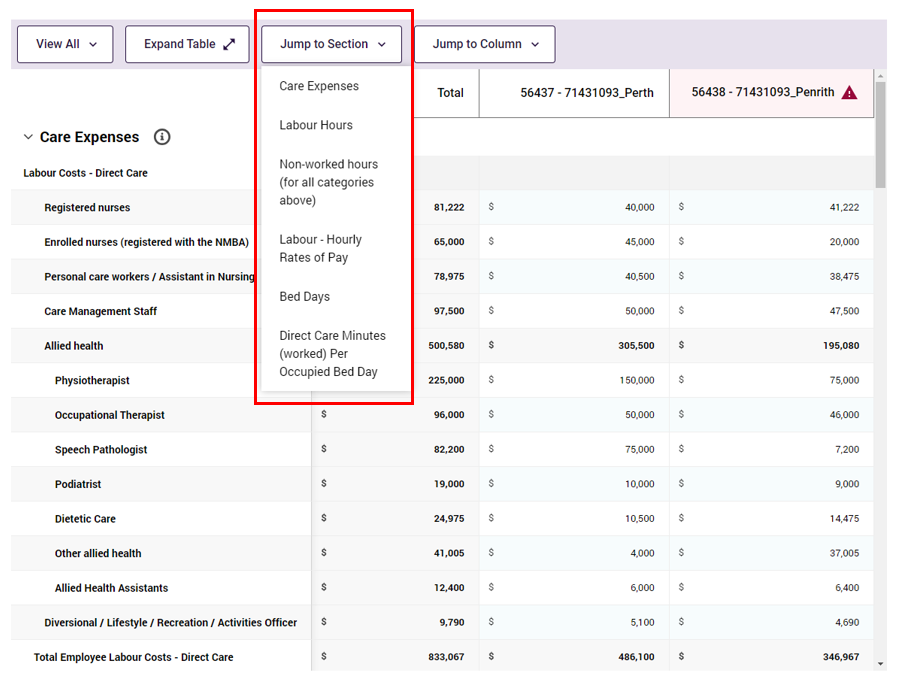 View All Expand Table Jump to Section Jump to Column
Total 56437 - 71431093_Perth 56438 - 71431093_Penrith
Care Expenses
Labour Hours
Non-worked hours
(for all categories
above)
Labour - Hourly
Rates of Pay
Bed Days
Direct Care Minutes
(worked) Per
Occupied Bed Day
Care Expenses
Labour Costs - Direct Care
Registered nurses 81,222 $ 40,000 $ 41,222
Enrolled nurses (registered with the NMBA) 65,000 $ 45,000 $ 20,000
Personal care workers / Assistant in Nursing 78,975 $ 40,500 $ 38,475
Care Management Staff 97,500 $ 50,000 $ 47,500
Allied health 500,580 $ 305,500 $ 195,080
Physiotherapist 225,000 $ 150,000 $ 75,000
Occupational Therapist $ 96,000 $ 50,000 $ 46,000
Speech Pathologist $ 82,200 $ 75,000 $ 7,200
Podiatrist $ 19,000 $ 10,000 $ 9,000
Dietetic Care $ 24,975 $ 10,500 $ 14,475
Other allied health $ 41,005 $ 4,000 $ 37,005
Allied Health Assistants $ 12,400 $ 6,000 $ 6,400
Diversional / Lifestyle / Recreation / Activities Officer $ 9,790 $ 5,100 $ 4,690
Total Employee Labour Costs - Direct Care $ 833,067 $ 486,100 $ 346,967